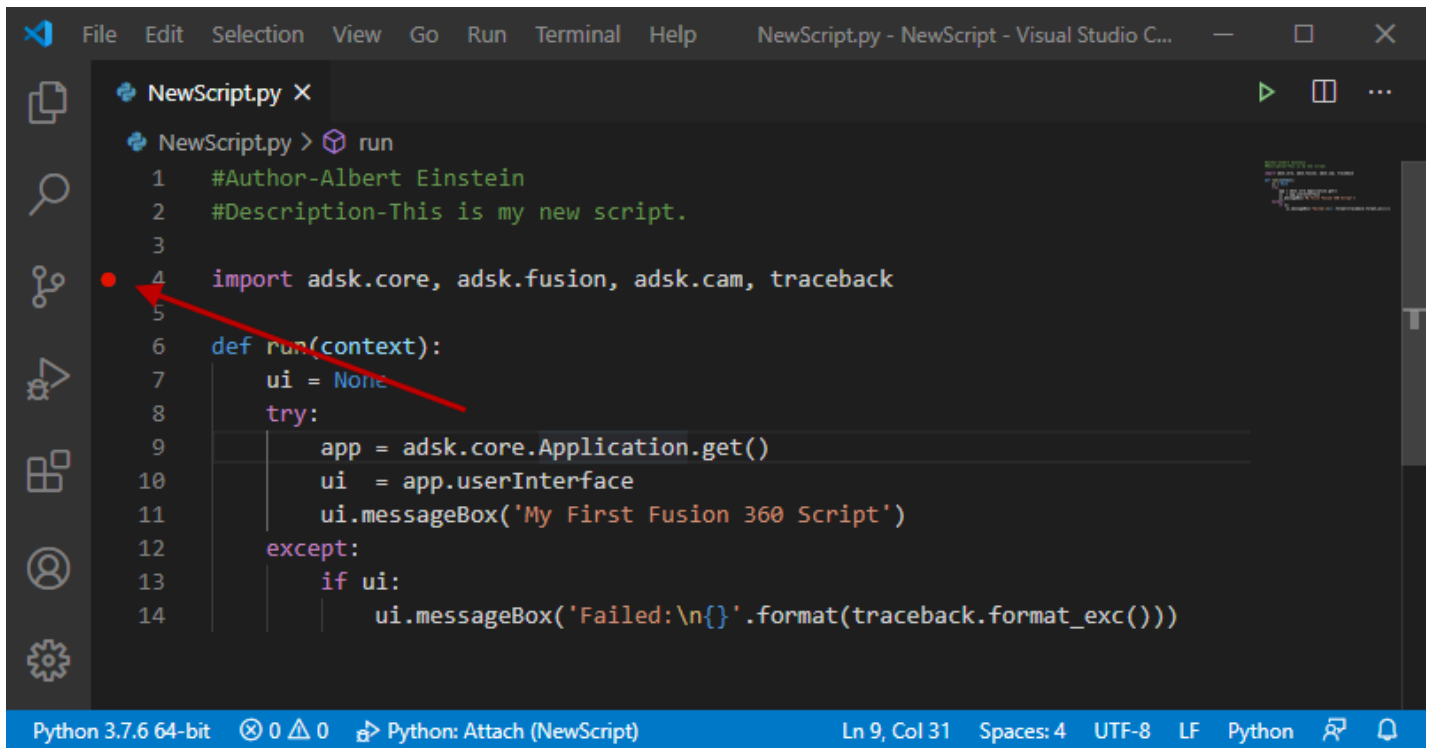 File Edit Selection View Go Run Terminal Help NewScript.py - NewScript - Visual Studio C...
NewScript.py
NewScript.py > run
1 #Author-Albert Einstein
2 #Description-This is my new script.
3
4 import adsk.core, adsk.fusion, adsk.cam, traceback
5
6 def run(context):
7     ui = None
8     try:
9         app = adsk.core.Application.get()
10         ui  = app.userInterface
11         ui.messageBox('My First Fusion 360 Script')
12     except:
13         if ui:
14             ui.messageBox('Failed:\n{}'.format(traceback.format_exc()))
Python 3.7.6 64-bit 0 0 Python: Attach (NewScript) Ln 9, Col 31 Spaces: 4 UTF-8 LF Python